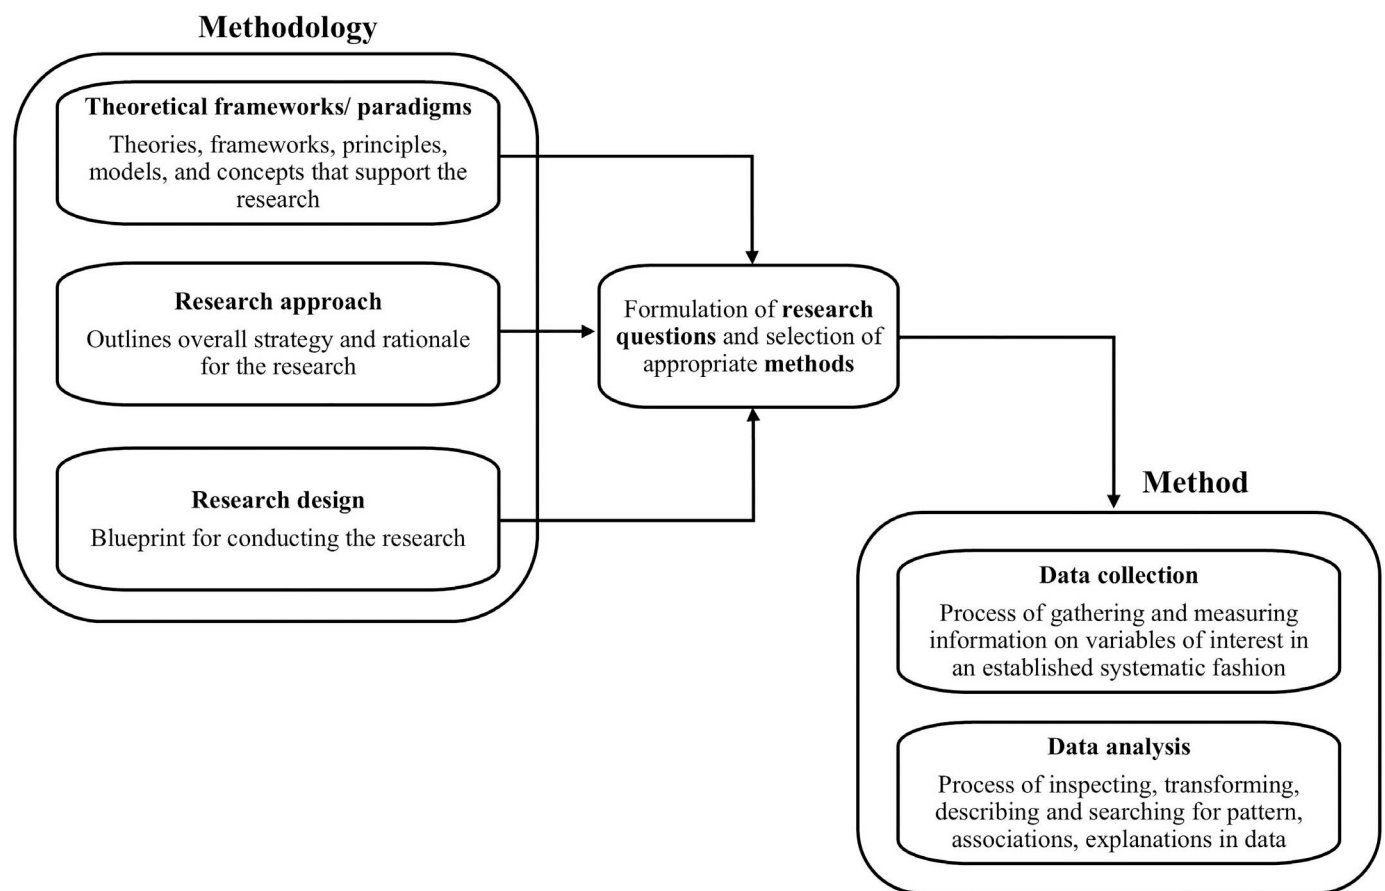 Methodology
Theoretical frameworks/ paradigms
Theories, frameworks, principles,
models, and concepts that support the
research
Research approach
Outlines overall strategy and rationale
for the research
Research design
Blueprint for conducting the research
Formulation of research
questions and selection of
appropriate methods
Method
Data collection
Process of gathering and measuring
information on variables of interest in
an established systematic fashion
Data analysis
Process of inspecting, transforming,
describing and searching for pattern,
associations, explanations in data